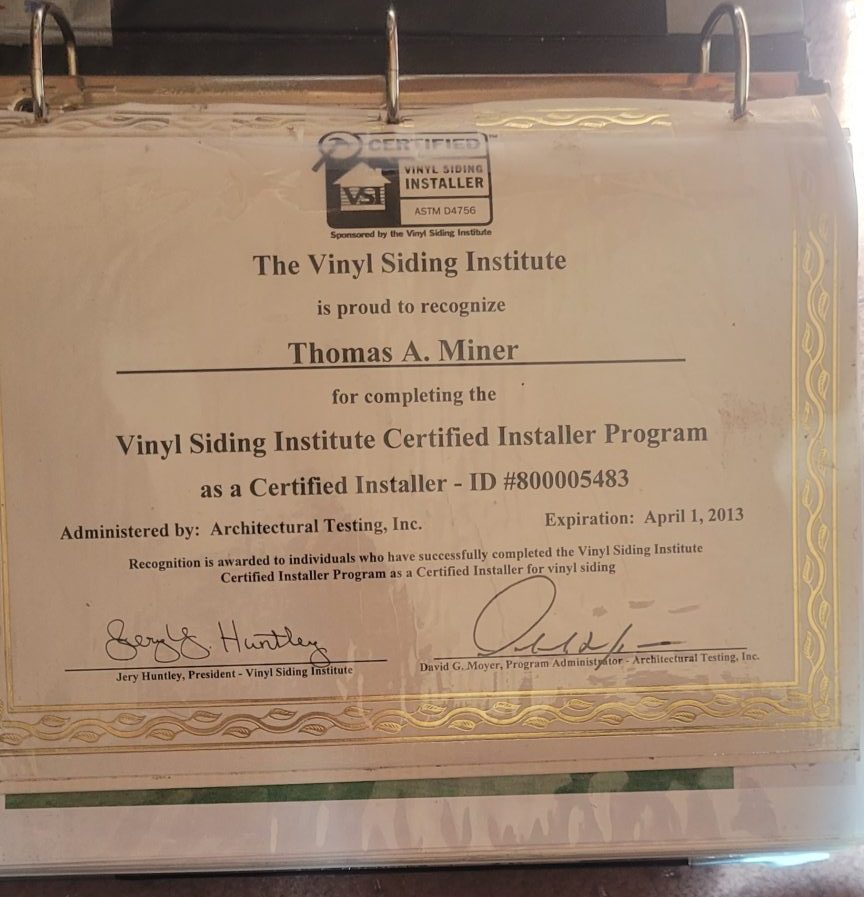 CERTIFIED™
VINYL SIDING
INSTALLER
VSI
ASTM D4756
Sponsored by the Vinyl Siding Institute
The Vinyl Siding Institute
is proud to recognize
Thomas A. Miner
for completing the
Vinyl Siding Institute Certified Installer Program
as a Certified Installer - ID #800005483
Administered by: Architectural Testing, Inc.
Expiration: April 1, 2013
Recognition is awarded to individuals who have successfully completed the Vinyl Siding Institute
Certified Installer Program as a Certified Installer for vinyl siding
Jery Huntley
Jery Huntley, President - Vinyl Siding Institute
David G. Moyer, Program Administrator - Architectural Testing, Inc.